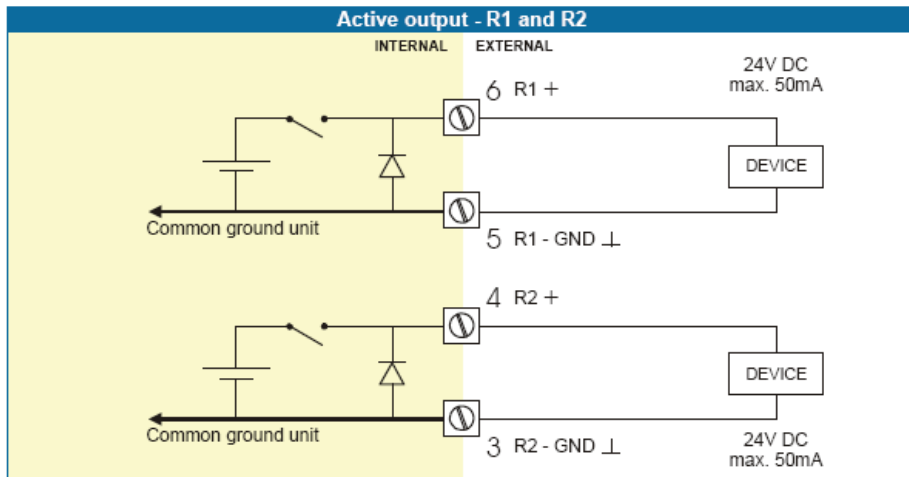 Active output - R1 and R2
INTERNAL EXTERNAL
24V DC
max. 50mA
6 R1 +
DEVICE
Common ground unit
5 R1 - GND ⊥
4 R2 +
DEVICE
Common ground unit
3 R2 - GND ⊥
24V DC
max. 50mA